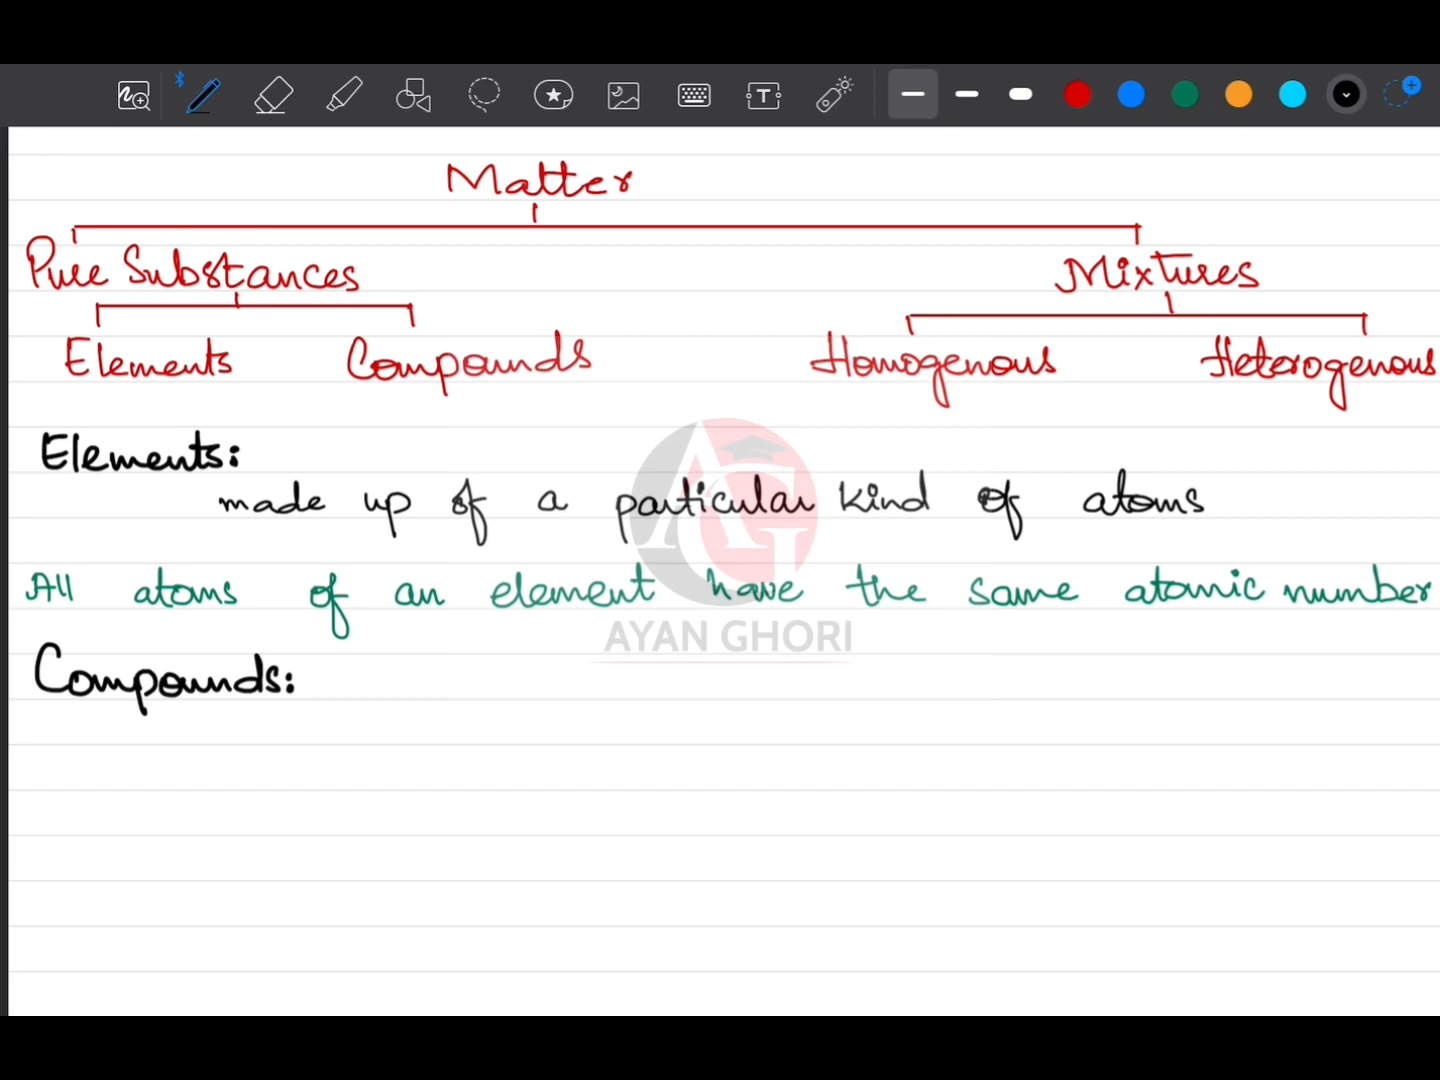 Matter
Pure Substances Mixtures
Elements Compounds Homogenous Heterogenous
Elements:
made up of a particular kind of atoms
All atoms of an element have the same atomic number
AYAN GHORI
Compounds: